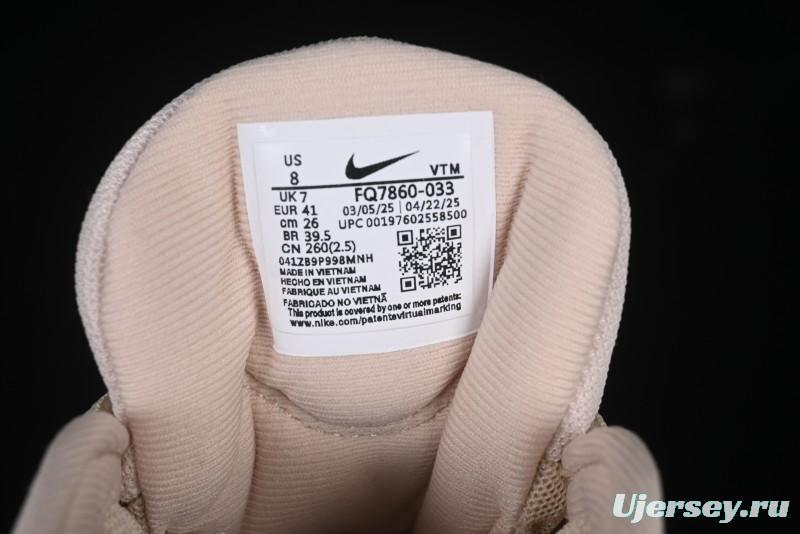 US
8
VTM
UK 7
FQ7860-033
EUR 41
03/05/25 | 04/22/25
cm 26
UPC 00197602558500
BR 39.5
CN 260(2.5)
041ZB9P998MNH
MADE IN VIETNAM
HECHO EN VIETNAM
FABRIQUE AU VIETNAM
FABRICADO NO VIETNÃ
This product is covered by one or more patents:
www.nike.com/patentsvirtualmarking
Ujersey.ru